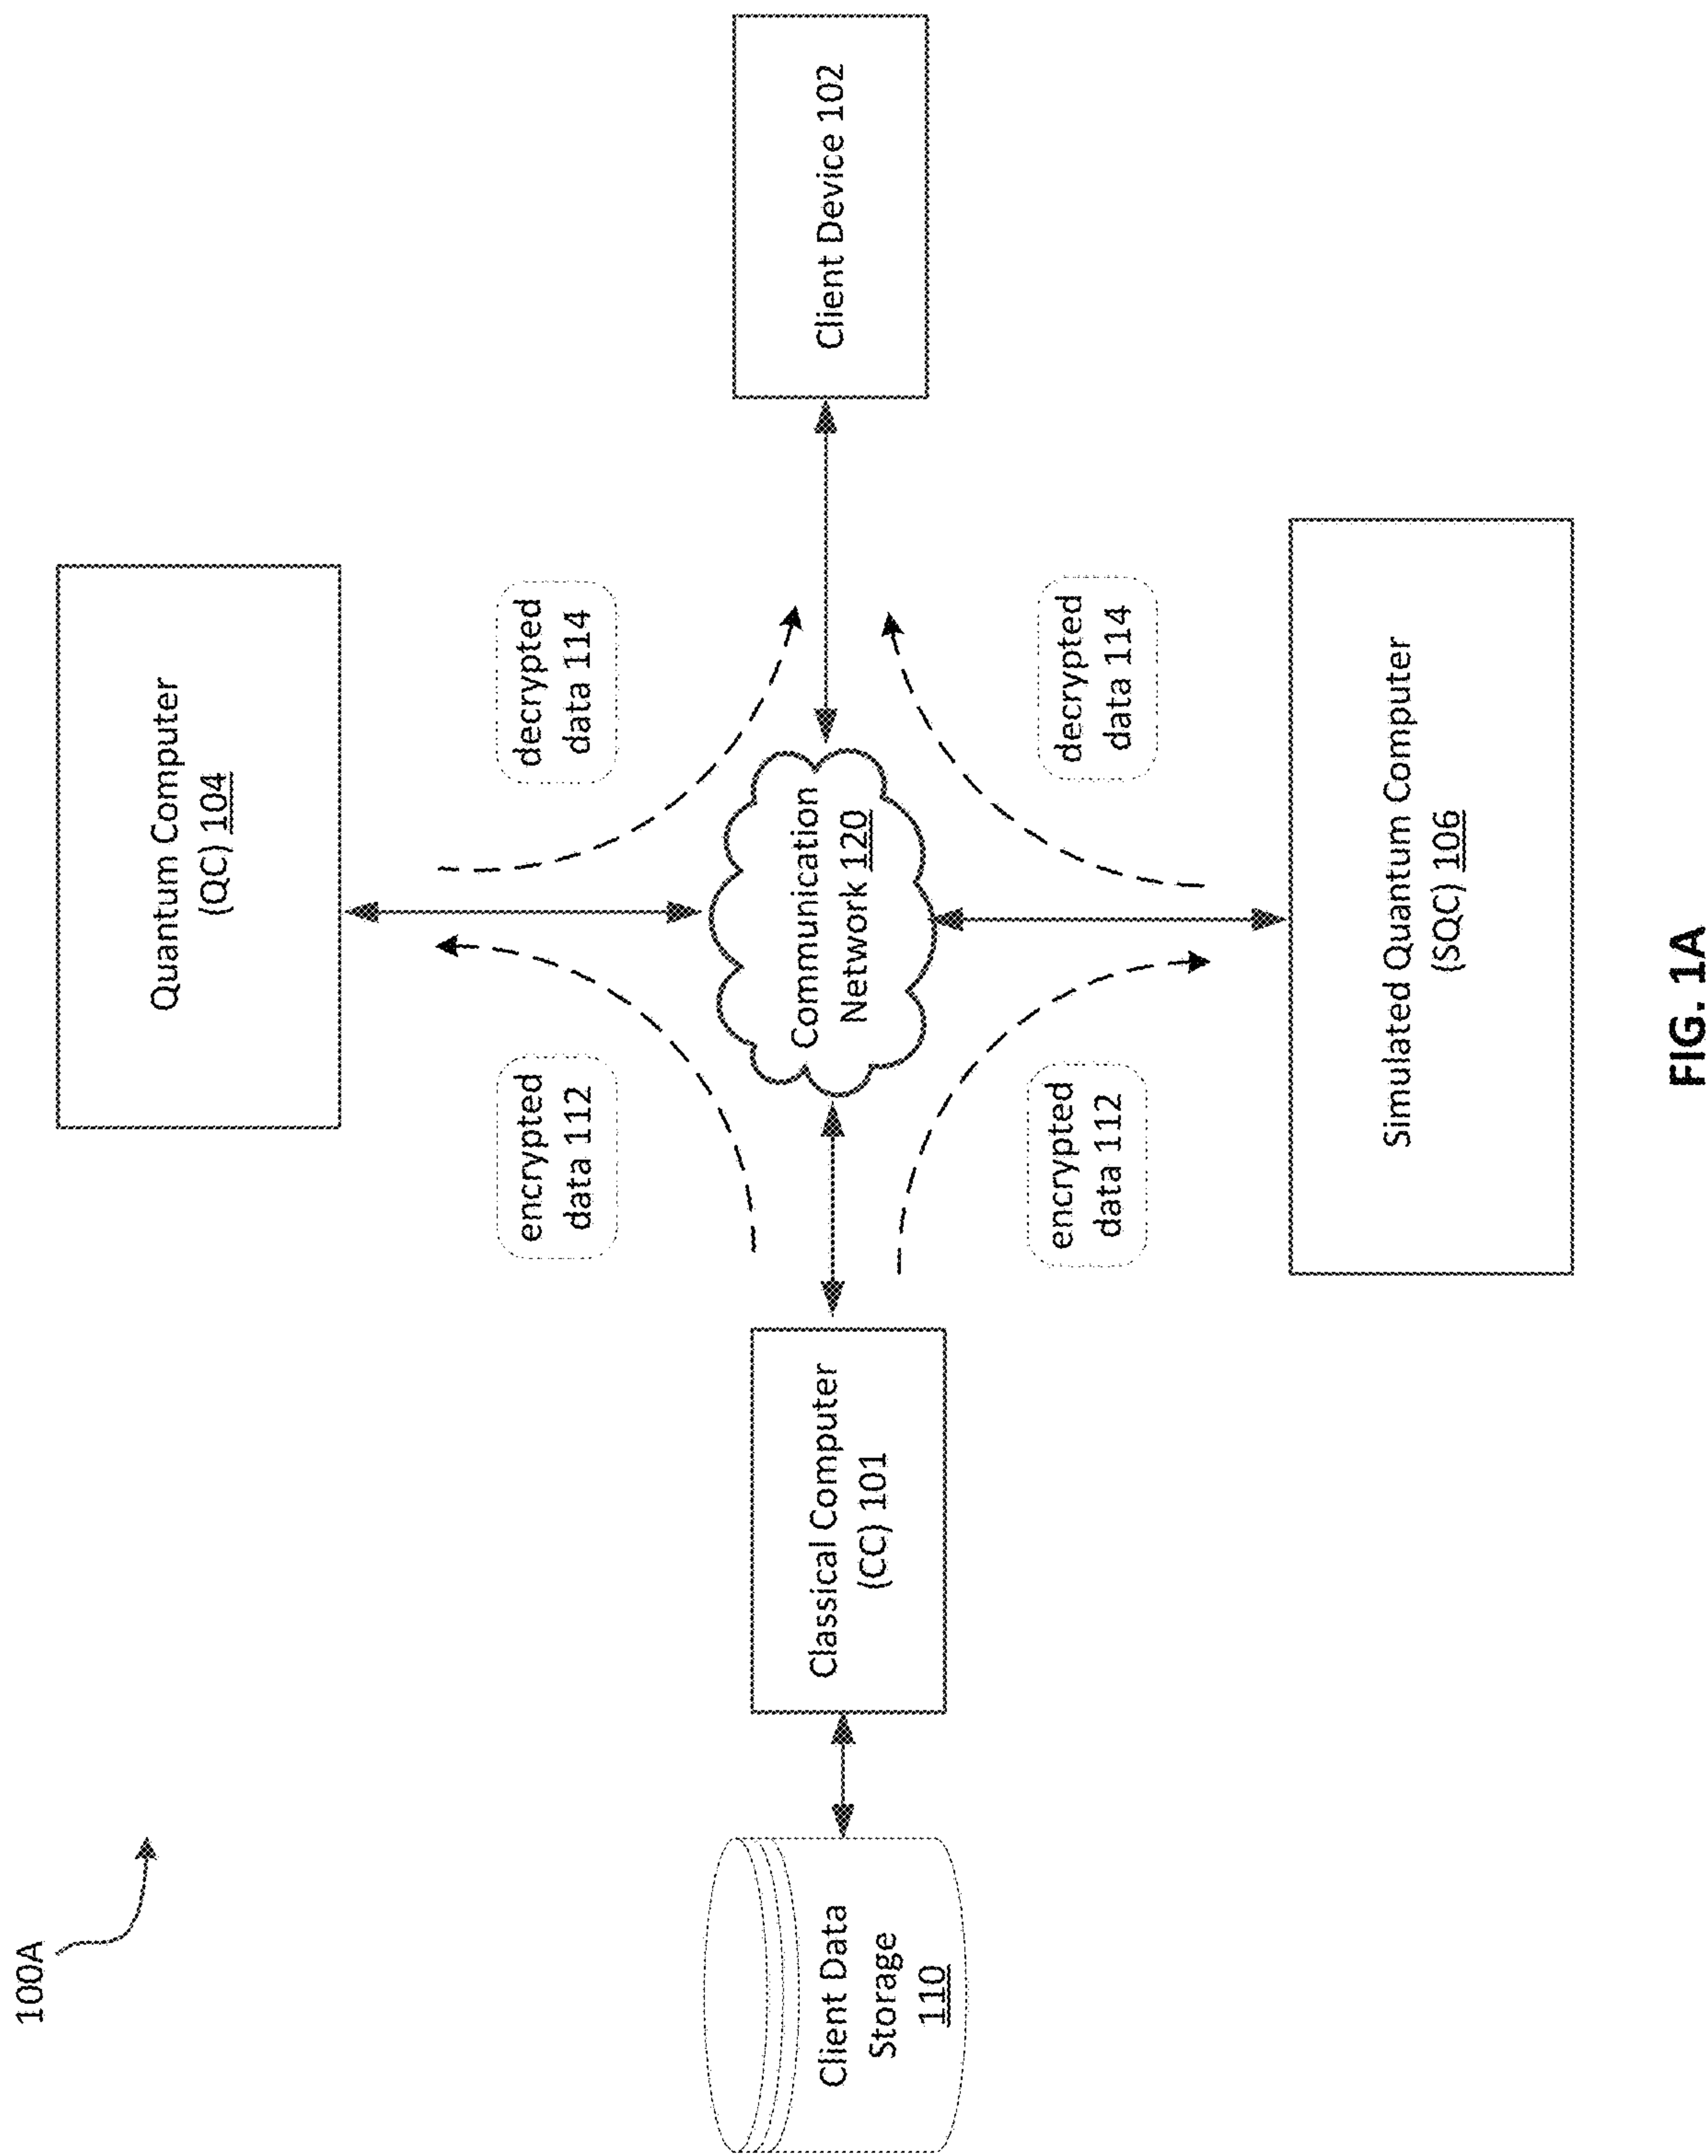 100A
Quantum Computer
(QC) 104
encrypted
data 112
decrypted
data 114
Client Data
Storage
110
Classical Computer
(CC) 101
Communication
Network 120
Client Device 102
encrypted
data 112
decrypted
data 114
Simulated Quantum Computer
(SQC) 106
FIG. 1A